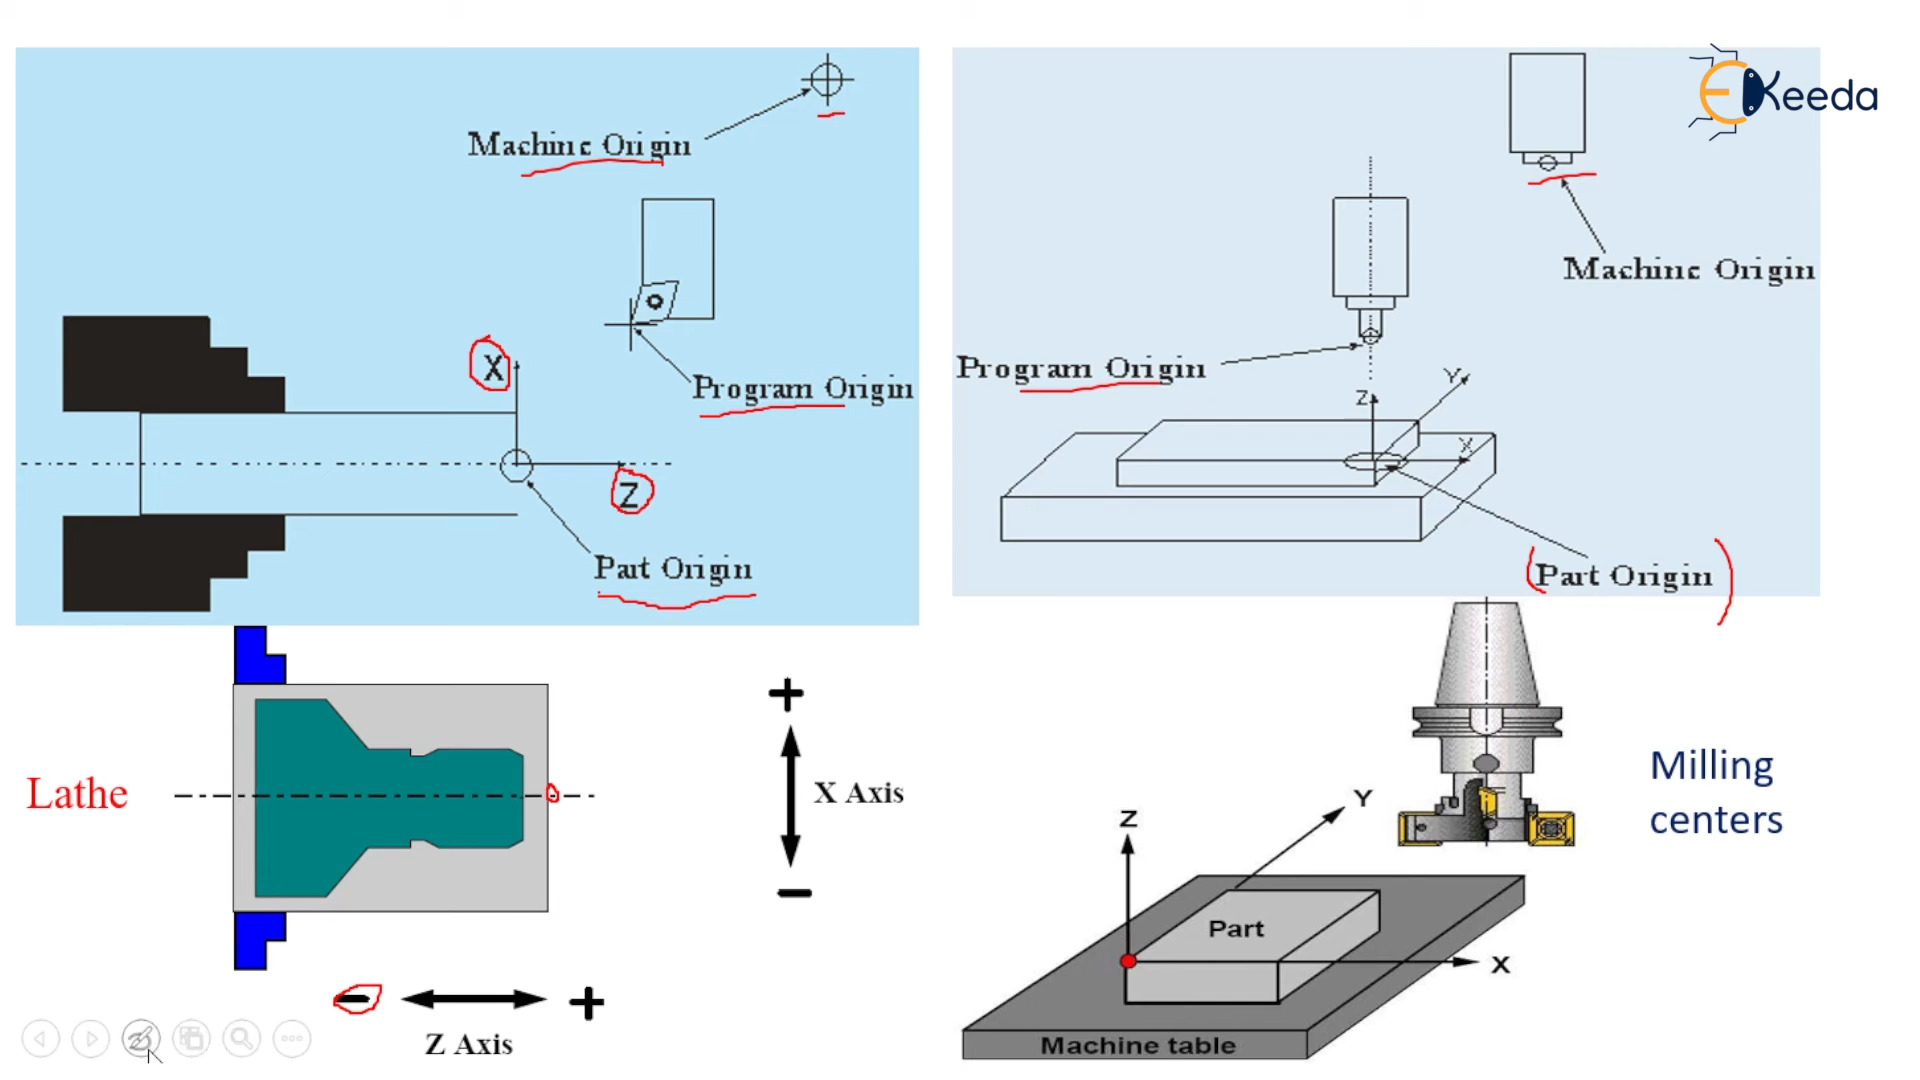 Machine Origin
X
Program Origin
Z
Part Origin
EKeeda
Machine Origin
Program Origin
Z
Y
X
(Part Origin)
Lathe
+
X Axis
−
− +
Z Axis
Z
Y
X
Part
Machine table
Milling
centers